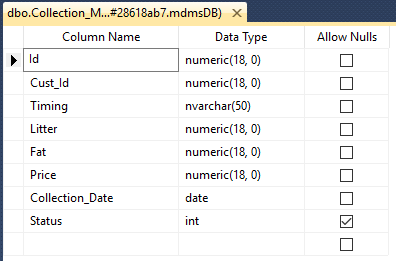 dbo.Collection_M...#28618ab7.mdmsDB)
Column Name Data Type Allow Nulls
Id numeric(18, 0)
Cust_Id numeric(18, 0)
Timing nvarchar(50)
Litter numeric(18, 0)
Fat numeric(18, 0)
Price numeric(18, 0)
Collection_Date date
Status int